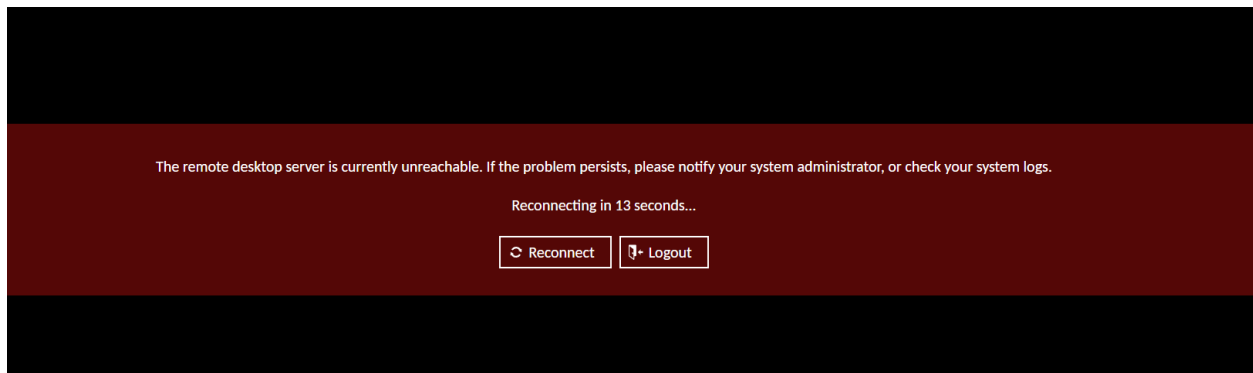 The remote desktop server is currently unreachable. If the problem persists, please notify your system administrator, or check your system logs.
Reconnecting in 13 seconds...
Reconnect Logout